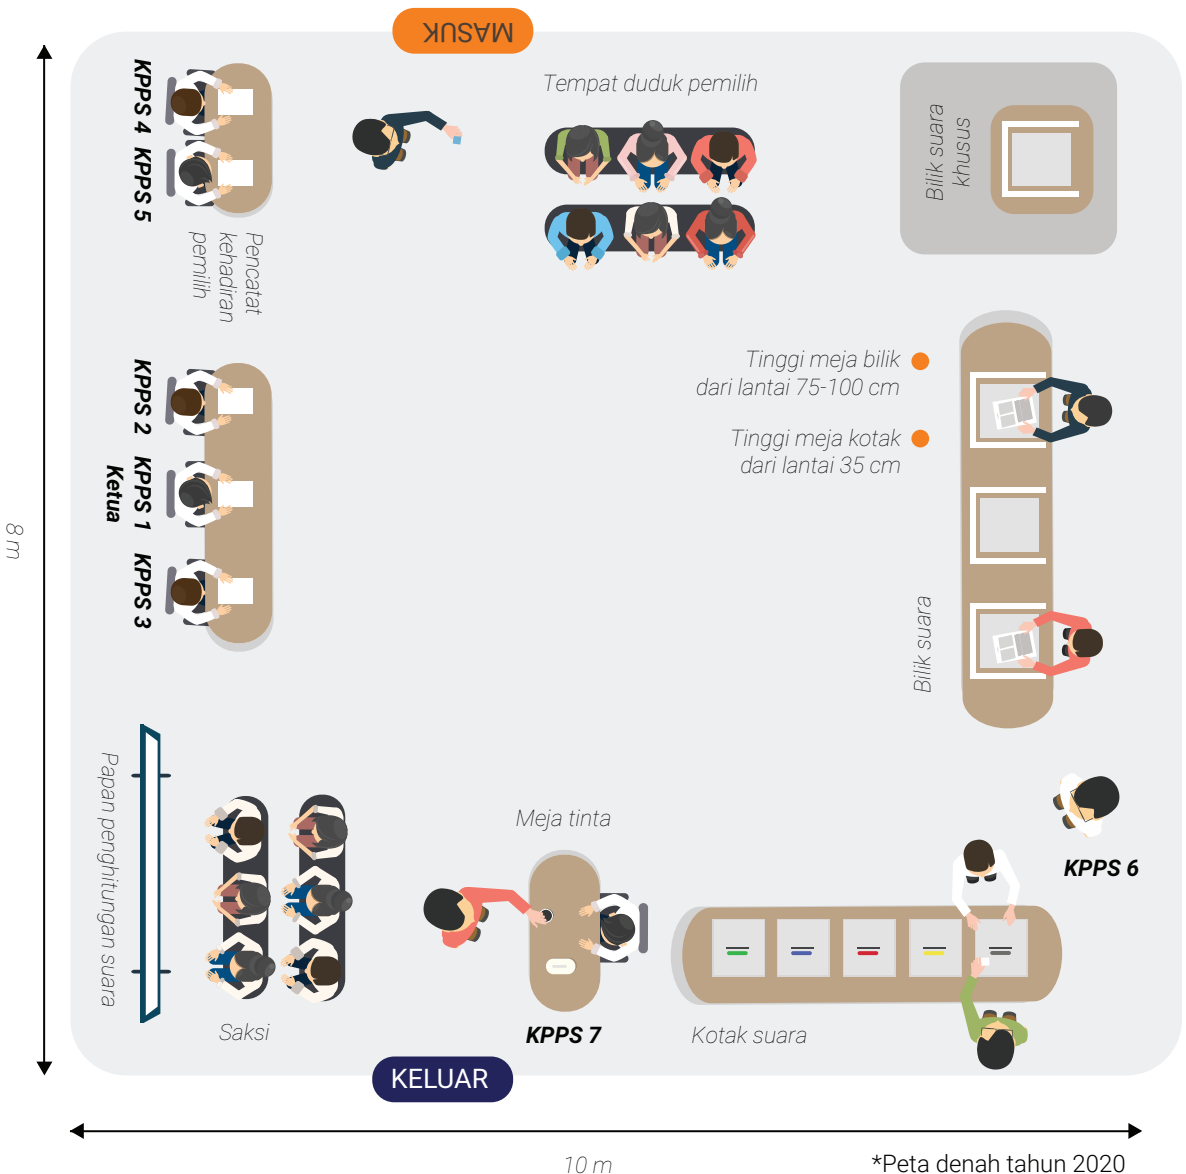 MASUK
KPPS 4
KPPS 5
Pencatat
kehadiran
pemilih
Tempat duduk pemilih
Bilik suara
khusus
KPPS 2
KPPS 1
Ketua
KPPS 3
Tinggi meja bilik
dari lantai 75-100 cm
Tinggi meja kotak
dari lantai 35 cm
Bilik suara
8 m
Papan penghitungan suara
Saksi
Meja tinta
KPPS 7
KPPS 6
Kotak suara
KELUAR
10 m
*Peta denah tahun 2020